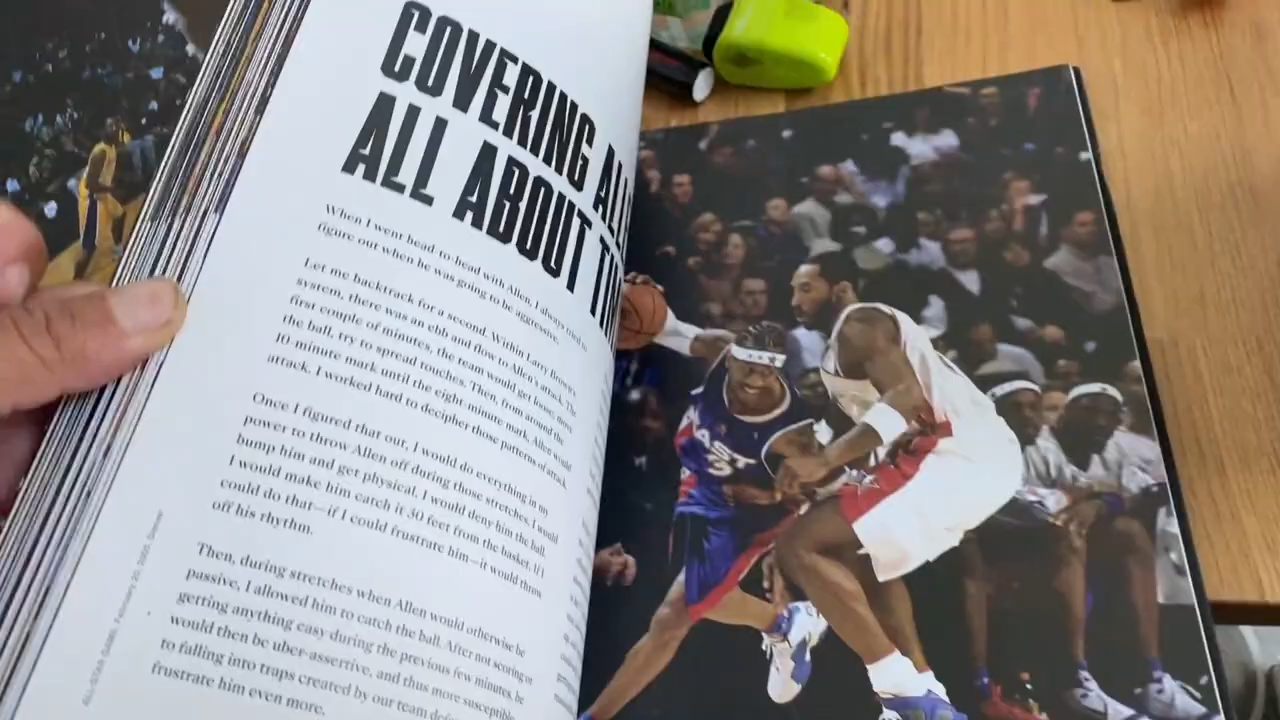 COVERING
ALL ABOUT
When I went head-to-head with Allen, I always tried to
figure out when he was going to be aggressive.
Let me backtrack for a second. Within Larry Brown's
system, there was an ebb and flow to Allen's attack. The
first couple of minutes, the team would get loose, move
the ball, try to spread touches. Then, from around the
10-minute mark until the eight-minute mark, Allen would
attack. I worked hard to decipher those patterns of attack.
Once I figured that out, I would do everything in my
power to throw Allen off during those stretches. I would
bump him and get physical. I would deny him the ball.
I would make him catch it 30 feet from the basket. If I
could do that—if I could frustrate him—it would throw
off his rhythm.
Then, during stretches when Allen would otherwise be
passive, I allowed him to catch the ball. After not scoring or
getting anything easy during the previous few minutes, he
would then be uber-assertive, and thus more susceptible
to falling into traps created by our team
frustrate him even more.
ALL-STAR GAME, February 20, 2005, Denver
EAST
3